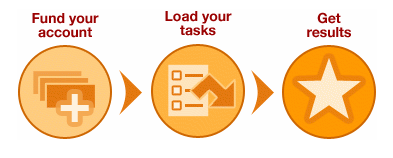 Fund your
account
Load your
tasks
Get
results